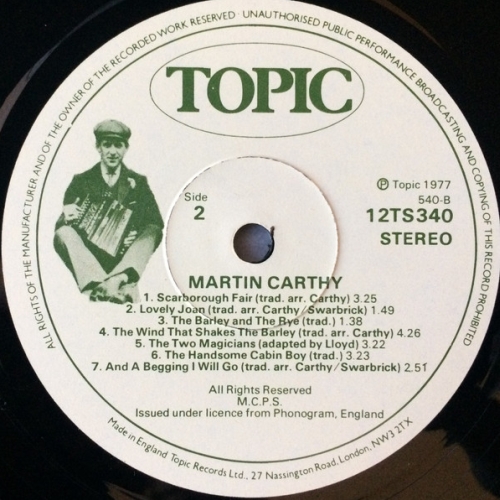 ALL RIGHTS OF THE MANUFACTURER AND OF THE OWNER OF THE RECORDED WORK RESERVED · UNAUTHORISED PUBLIC PERFORMANCE BROADCASTING AND COPYING OF THIS RECORD PROHIBITED
TOPIC
Side
2
Ⓟ Topic 1977
540-B
12TS340
STEREO
MARTIN CARTHY
1. Scarborough Fair (trad. arr. Carthy) 3.25
2. Lovely Joan (trad. arr. Carthy/Swarbrick) 1.49
3. The Barley and The Rye (trad.) 1.38
4. The Wind That Shakes The Barley (trad. arr. Carthy) 4.26
5. The Two Magicians (adapted by Lloyd) 3.22
6. The Handsome Cabin Boy (trad.) 3.23
7. And A Begging I Will Go (trad. arr. Carthy/Swarbrick) 2.51
All Rights Reserved
M.C.P.S.
Issued under licence from Phonogram, England
Made in England Topic Records Ltd., 27 Nassington Road, London, NW3 2TX